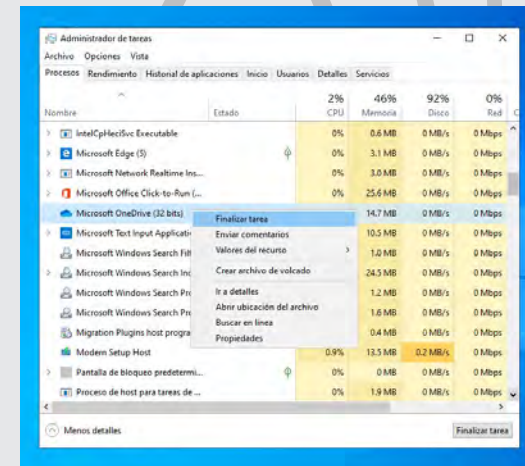 Administrador de tareas
Archivo Opciones Vista
Procesos Rendimiento Historial de aplicaciones Inicio Usuarios Detalles Servicios
2% 46% 92% 0%
Nombre Estado CPU Memoria Disco Red
IntelCpHeciSvc Executable 0% 0.6 MB 0 MB/s 0 Mbps
Microsoft Edge (5) 0% 3.1 MB 0 MB/s 0 Mbps
Microsoft Network Realtime Ins... 0% 3.0 MB 0 MB/s 0 Mbps
Microsoft Office Click-to-Run (... 0% 25.6 MB 0 MB/s 0 Mbps
Microsoft OneDrive (32 bits) 14.7 MB 0 MB/s 0 Mbps
Finalizar tarea
Microsoft Text Input Applicati 10.5 MB 0 MB/s 0 Mbps
Enviar comentarios
Microsoft Windows Search Filt 1.0 MB 0 MB/s 0 Mbps
Valores del recurso
Microsoft Windows Search Ind 24.5 MB 0 MB/s 0 Mbps
Crear archivo de volcado
Microsoft Windows Search Pro 1.2 MB 0 MB/s 0 Mbps
Ir a detalles
Microsoft Windows Search Pro 1.6 MB 0 MB/s 0 Mbps
Abrir ubicación del archivo
Migration Plugins host progra 0.4 MB 0 MB/s 0 Mbps
Buscar en línea
Propiedades
Modern Setup Host 0.9% 13.5 MB 0.2 MB/s 0 Mbps
Pantalla de bloqueo predetermi... 0% 0 MB 0 MB/s 0 Mbps
Proceso de host para tareas de ... 0% 1.9 MB 0 MB/s 0 Mbps
Menos detalles Finalizar tarea